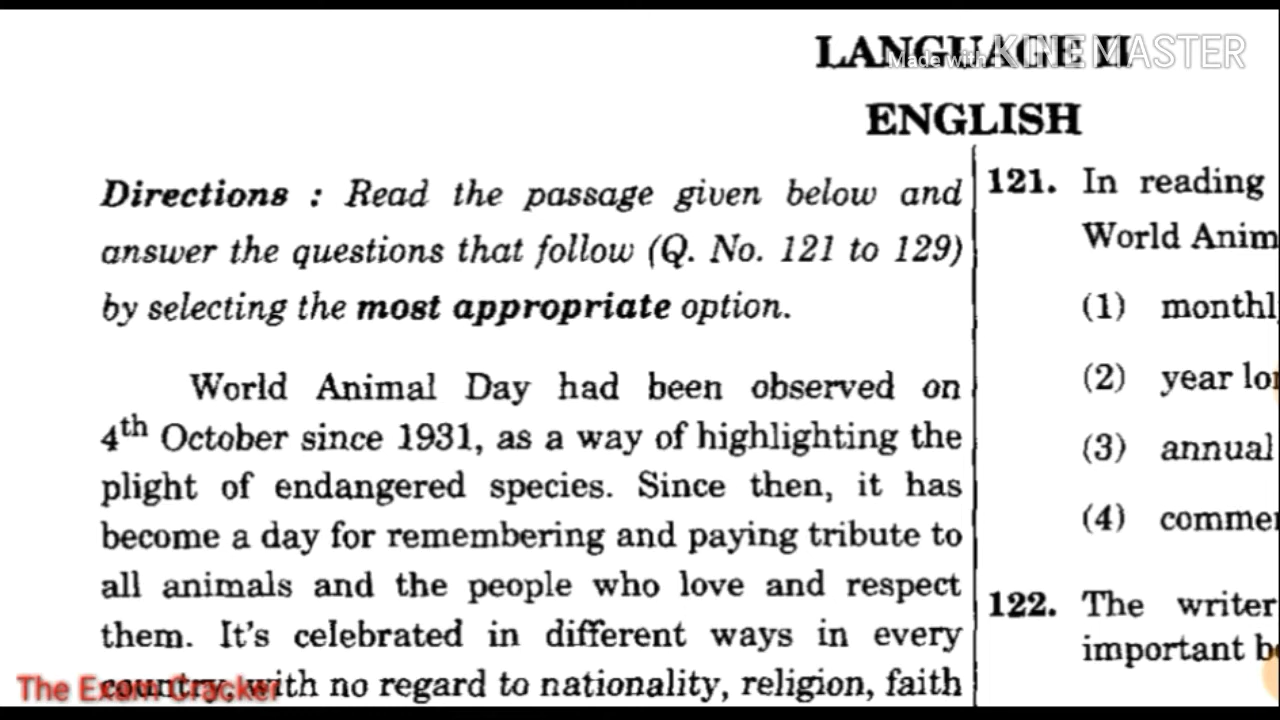 LANGUAGE II
Made with KINEMASTER
ENGLISH
Directions : Read the passage given below and
answer the questions that follow (Q. No. 121 to 129)
by selecting the most appropriate option.
World Animal Day had been observed on
4th October since 1931, as a way of highlighting the
plight of endangered species. Since then, it has
become a day for remembering and paying tribute to
all animals and the people who love and respect
them. It's celebrated in different ways in every
country, with no regard to nationality, religion, faith
The Exam Cracker
121. In reading
World
(1)
(2) year
(3) annual
(4)
122. The writer
important